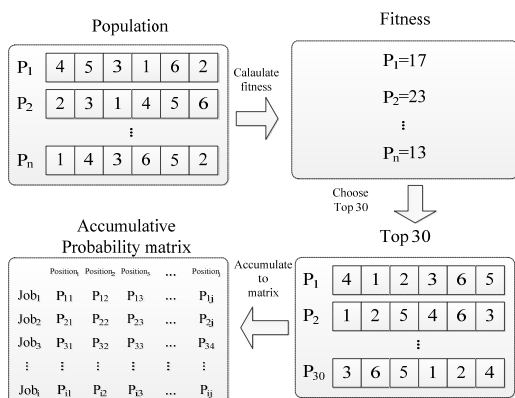 Population
P1 4 5 3 1 6 2
P2 2 3 1 4 5 6
⋮
Pn 1 4 3 6 5 2
Calaulate
fitness
Fitness
P1=17
P2=23
⋮
Pn=13
Choose
Top 30
Top 30
P1 4 1 2 3 6 5
P2 1 2 5 4 6 3
⋮
P30 3 6 5 1 2 4
Accumulate
to
matrix
Accumulative
Probability matrix
Position1 Position2 Position3 ... Positionj
Job1 P11 P12 P13 ... P1j
Job2 P21 P22 P23 ... P2j
Job3 P31 P32 P33 ... P34
⋮ ⋮ ⋮ ⋮ ⋮
Jobi Pi1 Pi2 Pi3 ... Pij